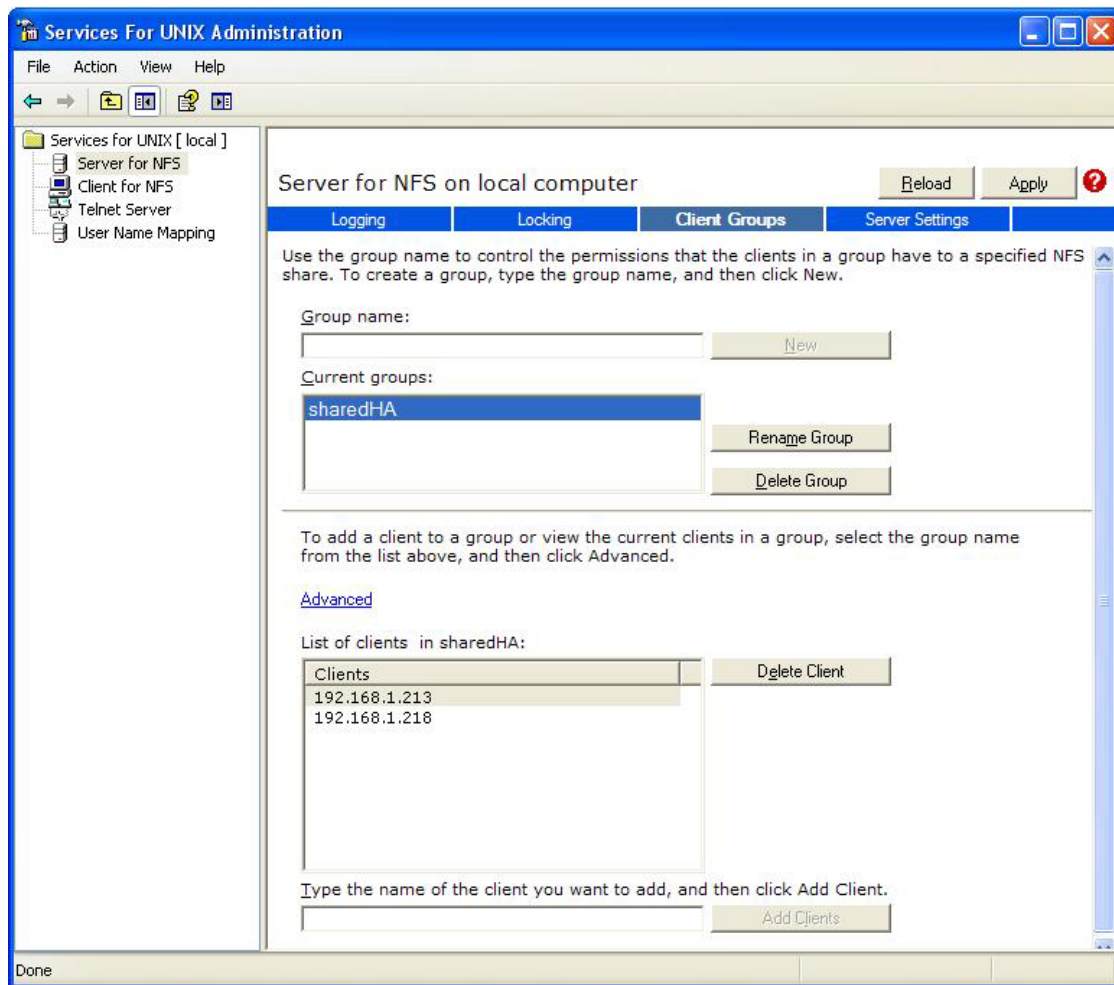 Services For UNIX Administration
File Action View Help
Services for UNIX [ local ]
Server for NFS
Client for NFS
Telnet Server
User Name Mapping
Server for NFS on local computer
Reload
Apply
?
Logging
Locking
Client Groups
Server Settings
Use the group name to control the permissions that the clients in a group have to a specified NFS
share. To create a group, type the group name, and then click New.
Group name:
New
Current groups:
sharedHA
Rename Group
Delete Group
To add a client to a group or view the current clients in a group, select the group name
from the list above, and then click Advanced.
Advanced
List of clients in sharedHA:
Clients
Delete Client
192.168.1.213
192.168.1.218
Type the name of the client you want to add, and then click Add Client.
Add Clients
Done